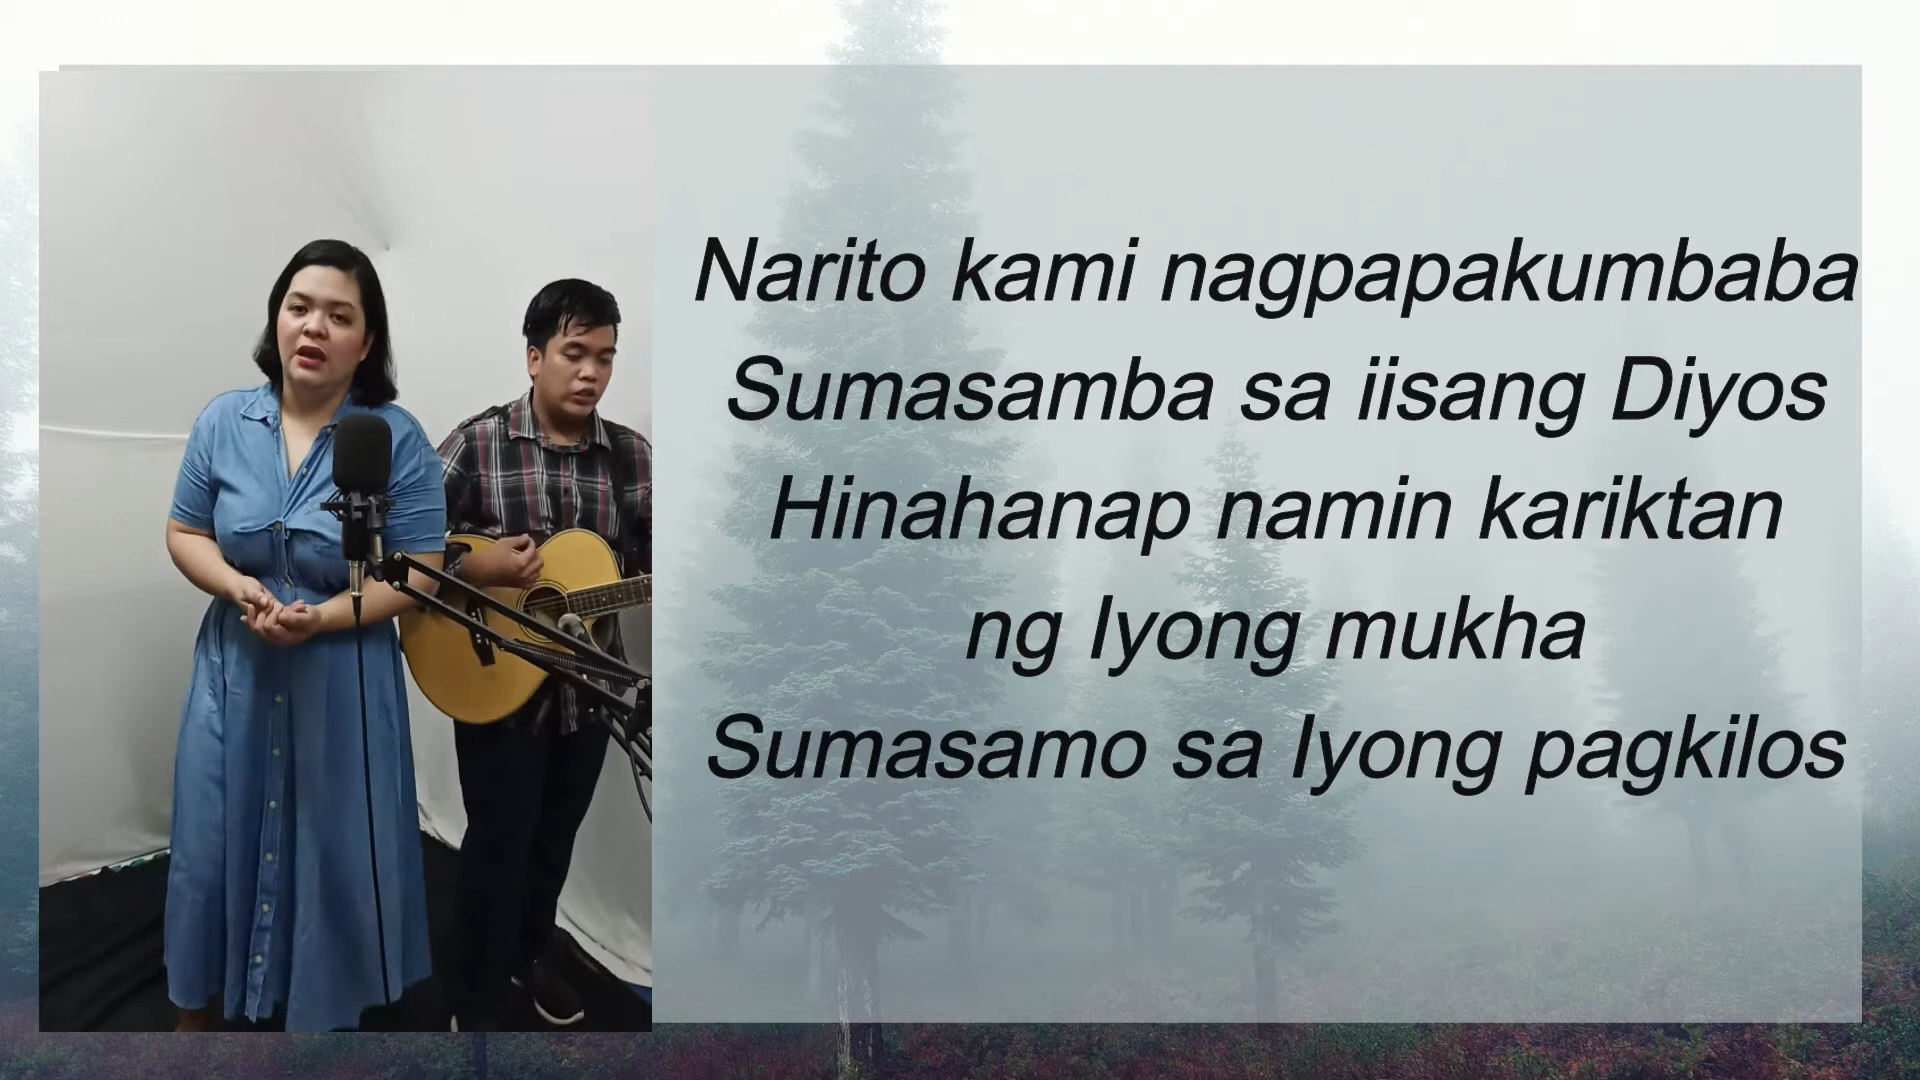 Narito kami nagpapakumbaba
Sumasamba sa iisang Diyos
Hinahanap namin kariktan
ng Iyong mukha
Sumasamo sa Iyong pagkilos